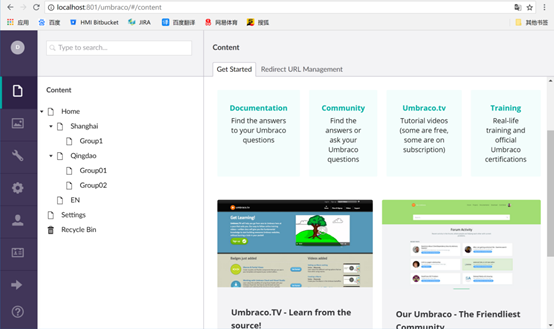 localhost:801/umbraco/#/content
应用
百度
HMI Bitbucket
JIRA
百度翻译
网易体育
搜狐
其他书签
D
Type to search...
Content
Get Started
Redirect URL Management
Content
Home
Shanghai
Group1
Qingdao
Group01
Group02
EN
Settings
Recycle Bin
Documentation
Find the answers
to your Umbraco
questions
Community
Find the
answers or
ask your
Umbraco
questions
Umbraco.tv
Tutorial videos
(some are free,
some are on
subscription)
Training
Real-life
training and
official
Umbraco
certifications
Get Learning!
Forum Activity
Umbraco.TV - Learn from the
source!
Our Umbraco - The Friendliest
Community